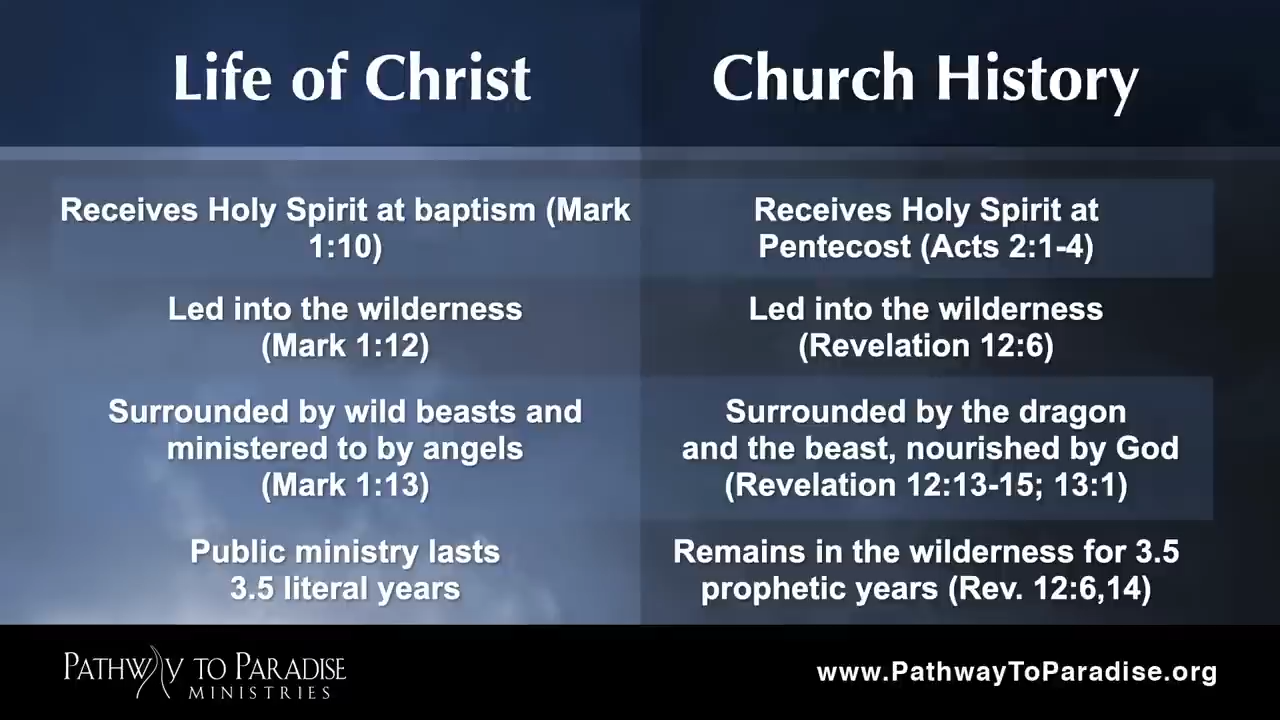 Life of Christ
Church History
Receives Holy Spirit at baptism (Mark
1:10)
Receives Holy Spirit at
Pentecost (Acts 2:1-4)
Led into the wilderness
(Mark 1:12)
Led into the wilderness
(Revelation 12:6)
Surrounded by wild beasts and
ministered to by angels
(Mark 1:13)
Surrounded by the dragon
and the beast, nourished by God
(Revelation 12:13-15; 13:1)
Public ministry lasts
3.5 literal years
Remains in the wilderness for 3.5
prophetic years (Rev. 12:6,14)
PATHWAY TO PARADISE
MINISTRIES
www.PathwayToParadise.org